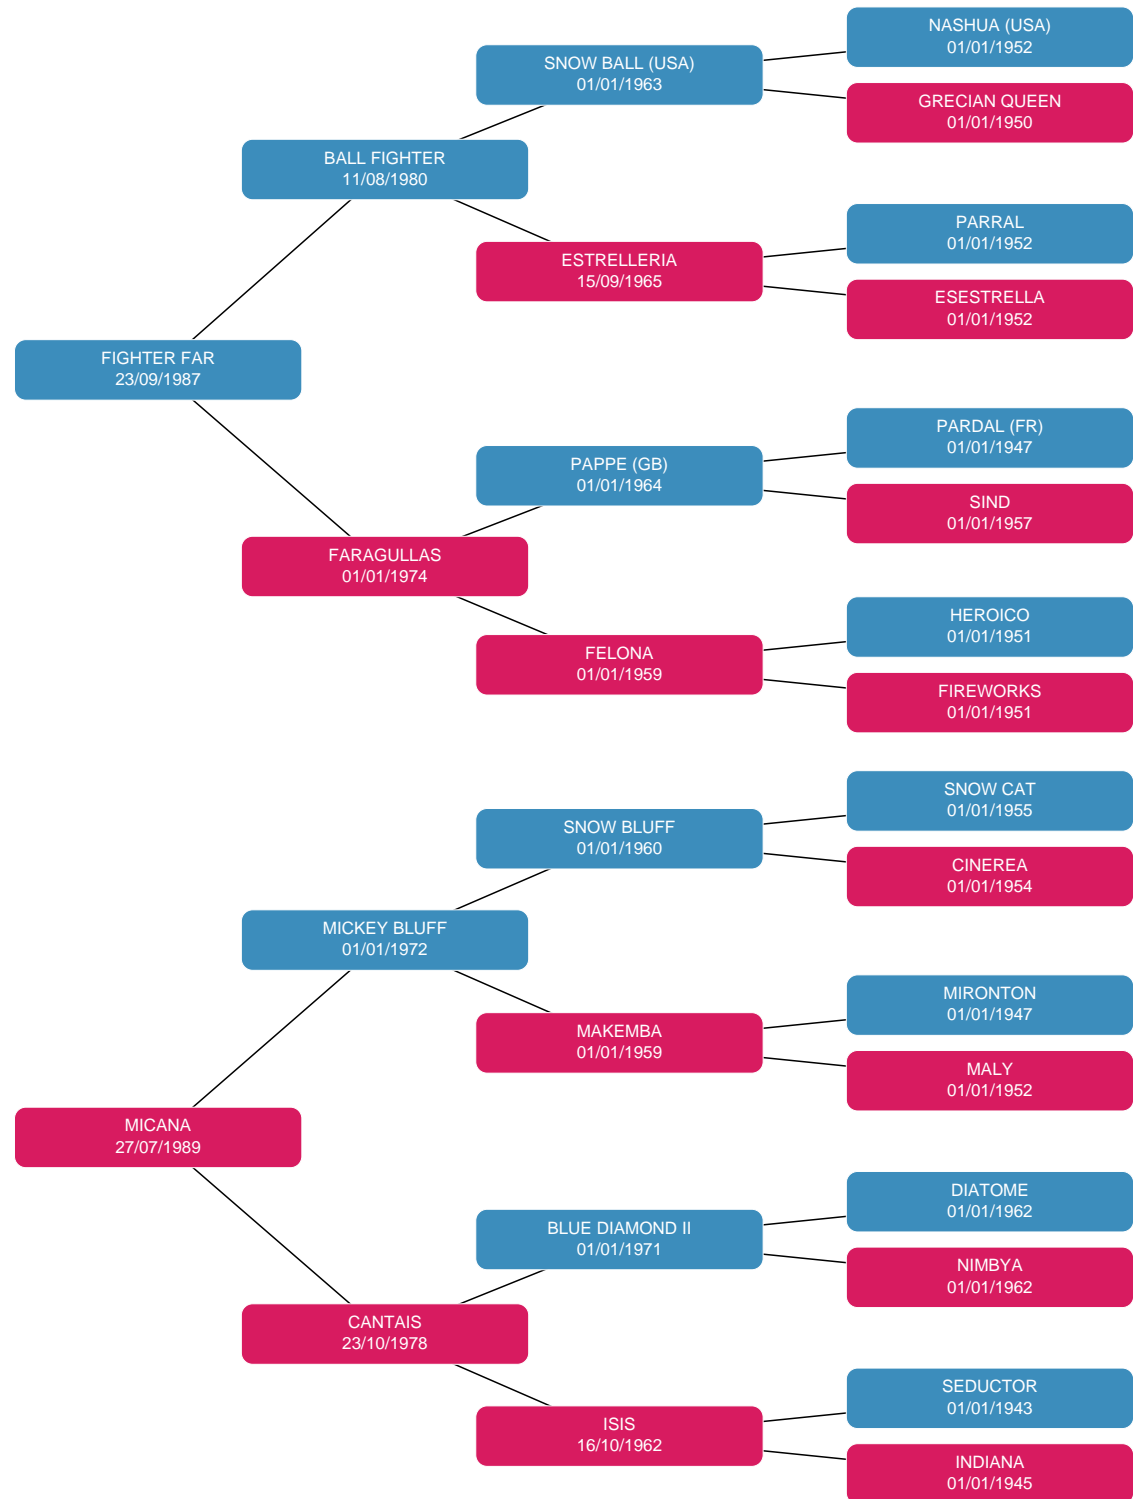 NASHUA (USA)
01/01/1952
SNOW BALL (USA)
01/01/1963
GRECIAN QUEEN
01/01/1950
BALL FIGHTER
11/08/1980
PARRAL
01/01/1952
ESTRELLERIA
15/09/1965
ESESTRELLA
01/01/1952
FIGHTER FAR
23/09/1987
PARDAL (FR)
01/01/1947
PAPPE (GB)
01/01/1964
SIND
01/01/1957
FARAGULLAS
01/01/1974
HEROICO
01/01/1951
FELONA
01/01/1959
FIREWORKS
01/01/1951
SNOW CAT
01/01/1955
SNOW BLUFF
01/01/1960
CINEREA
01/01/1954
MICKEY BLUFF
01/01/1972
MIRONTON
01/01/1947
MAKEMBA
01/01/1959
MALY
01/01/1952
MICANA
27/07/1989
DIATOME
01/01/1962
BLUE DIAMOND II
01/01/1971
NIMBYA
01/01/1962
CANTAIS
23/10/1978
SEDUCTOR
01/01/1943
ISIS
16/10/1962
INDIANA
01/01/1945